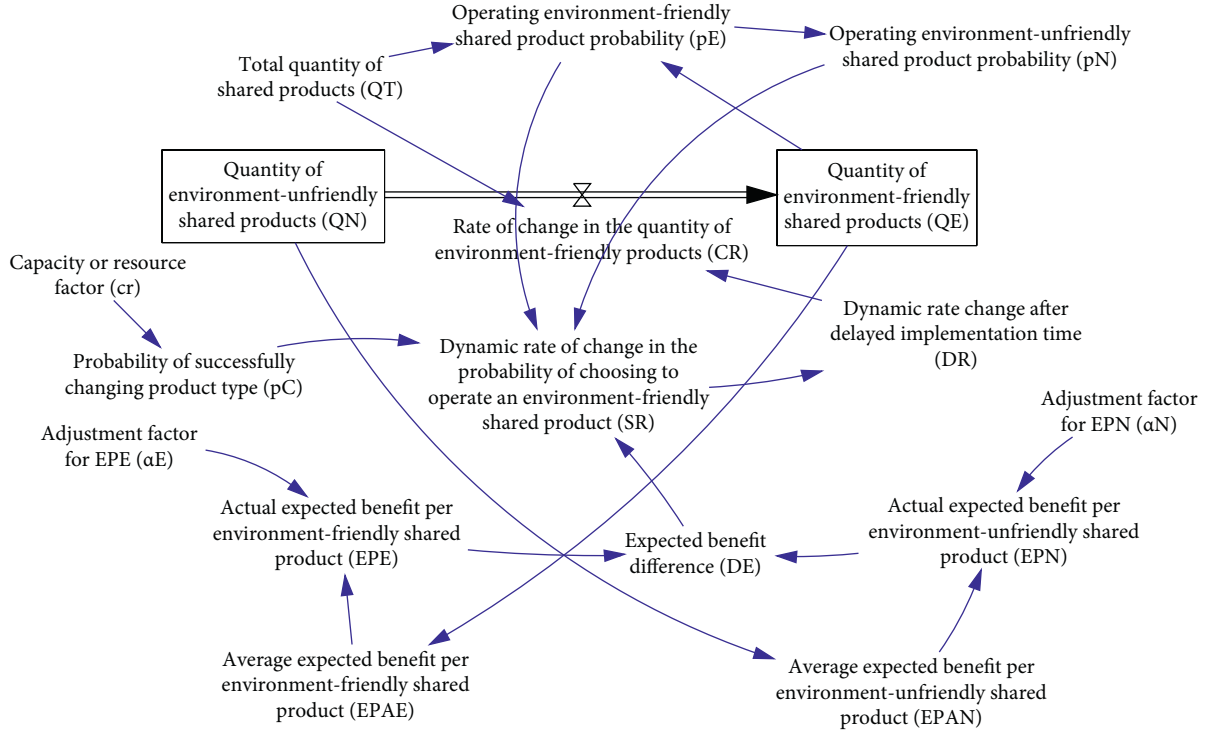 Operating environment-friendly
shared product probability (pE)
Operating environment-unfriendly
shared product probability (pN)
Total quantity of
shared products (QT)
Quantity of
environment-unfriendly
shared products (QN)
Quantity of
environment-friendly
shared products (QE)
Rate of change in the quantity of
environment-friendly products (CR)
Capacity or resource
factor (cr)
Dynamic rate change after
delayed implementation time
(DR)
Probability of successfully
changing product type (pC)
Dynamic rate of change in the
probability of choosing to
operate an environment-friendly
shared product (SR)
Adjustment factor
for EPN (αN)
Adjustment factor
for EPE (αE)
Actual expected benefit per
environment-friendly shared
product (EPE)
Expected benefit
difference (DE)
Actual expected benefit per
environment-unfriendly shared
product (EPN)
Average expected benefit per
environment-friendly shared
product (EPAE)
Average expected benefit per
environment-unfriendly shared
product (EPAN)